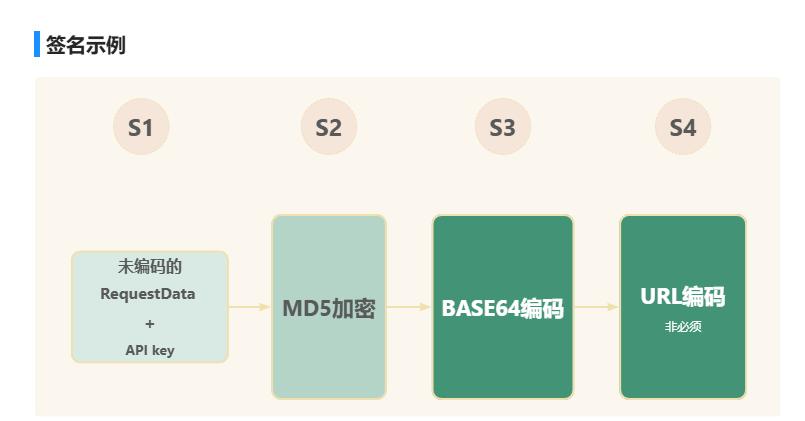 签名示例
S1
S2
S3
S4
未编码的
RequestData
+
API key
MD5加密
BASE64编码
URL编码
非必须